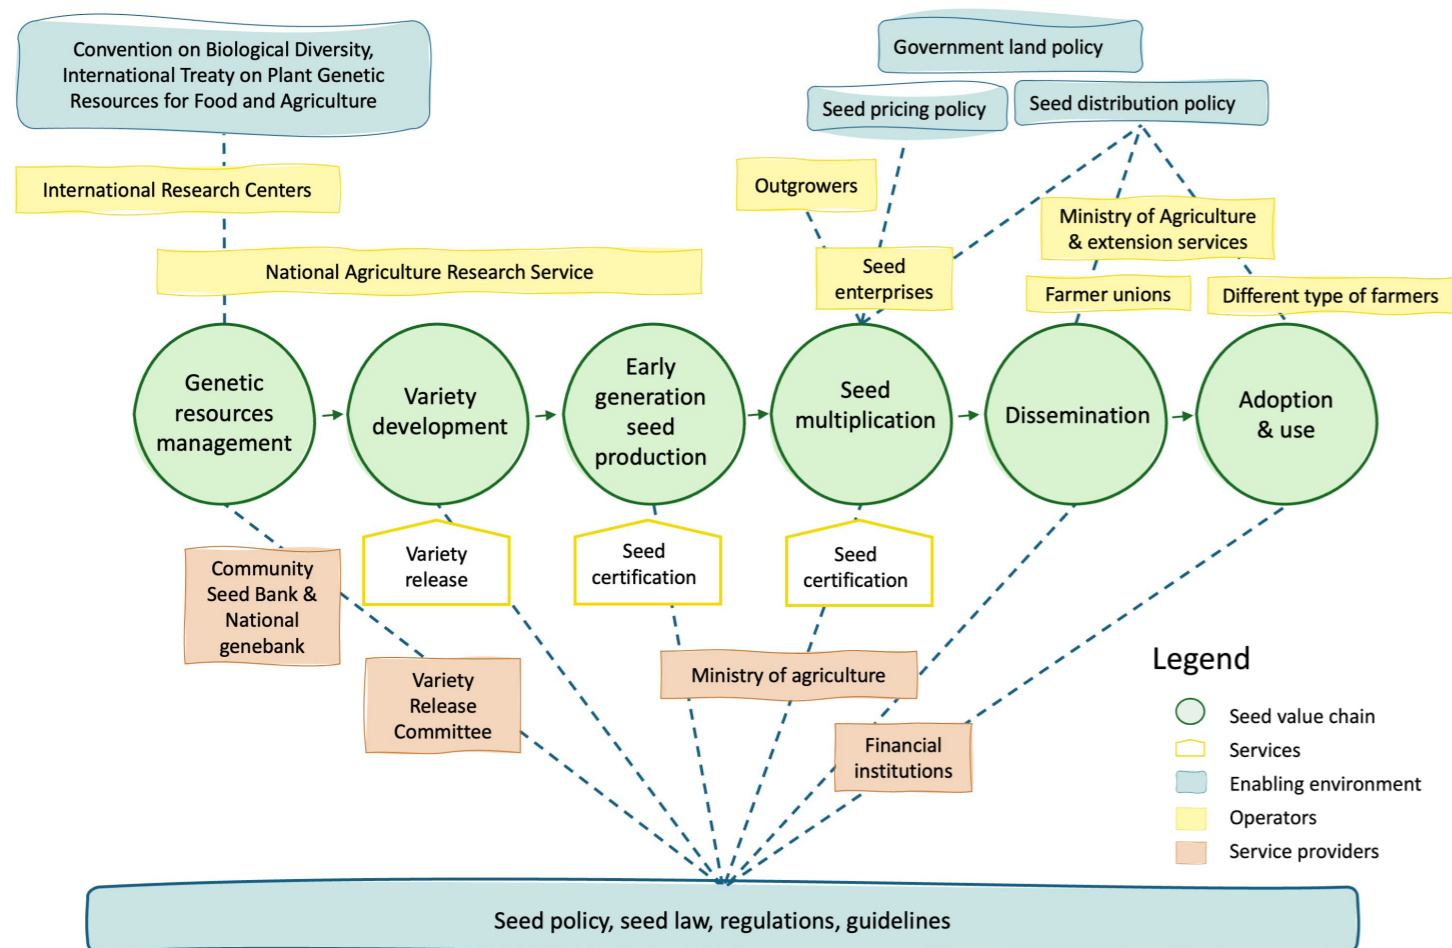 Convention on Biological Diversity,
International Treaty on Plant Genetic
Resources for Food and Agriculture
Government land policy
Seed pricing policy
Seed distribution policy
International Research Centers
Outgrowers
Ministry of Agriculture
& extension services
National Agriculture Research Service
Seed
enterprises
Farmer unions
Different type of farmers
Genetic
resources
management
Variety
development
Early
generation
seed
production
Seed
multiplication
Dissemination
Adoption
& use
Variety
release
Seed
certification
Seed
certification
Community
Seed Bank &
National
genebank
Variety
Release
Committee
Ministry of agriculture
Financial
institutions
Legend
Seed value chain
Services
Enabling environment
Operators
Service providers
Seed policy, seed law, regulations, guidelines